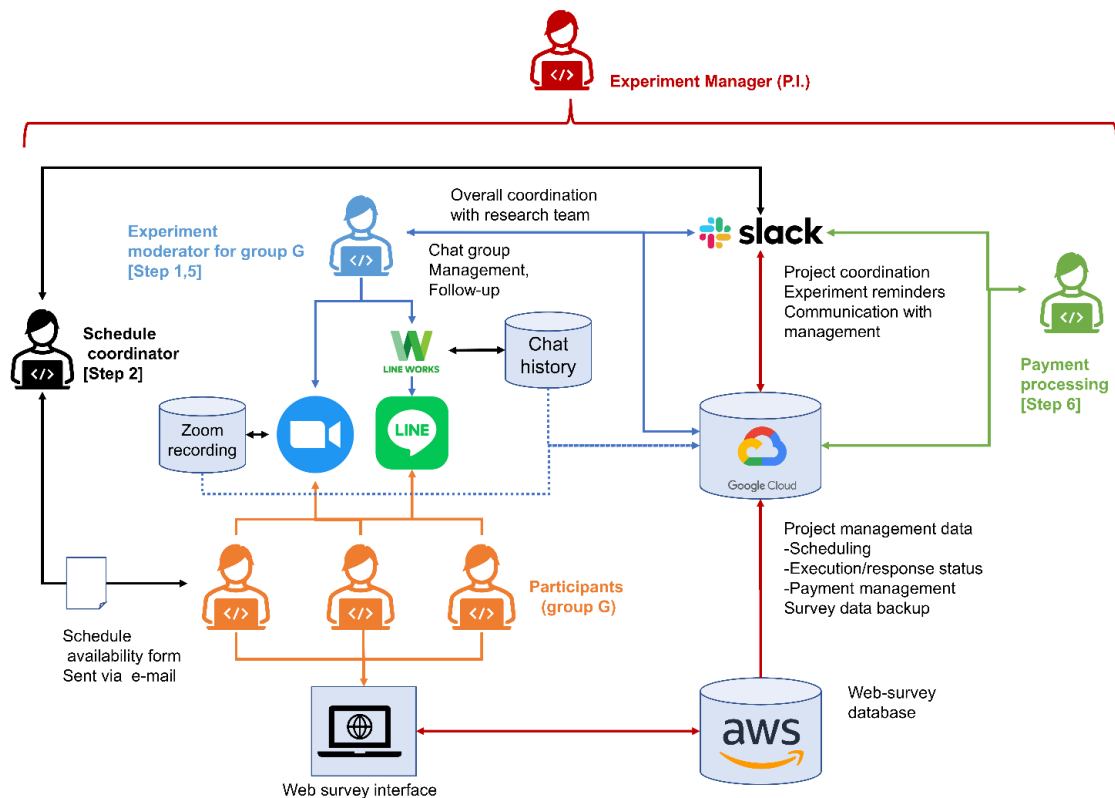 Experiment Manager (P.I.)
Overall coordination
with research team
slack
Experiment
moderator for group G
[Step 1,5]
Chat group
Management,
Follow-up
Project coordination
Experiment reminders
Communication with
management
Schedule
coordinator
[Step 2]
LINE WORKS
Chat
history
Payment
processing
[Step 6]
Zoom
recording
LINE
Google Cloud
Project management data
-Scheduling
-Execution/response status
-Payment management
Survey data backup
Participants
(group G)
Schedule
availability form
Sent via e-mail
Web-survey
database
aws
Web survey interface